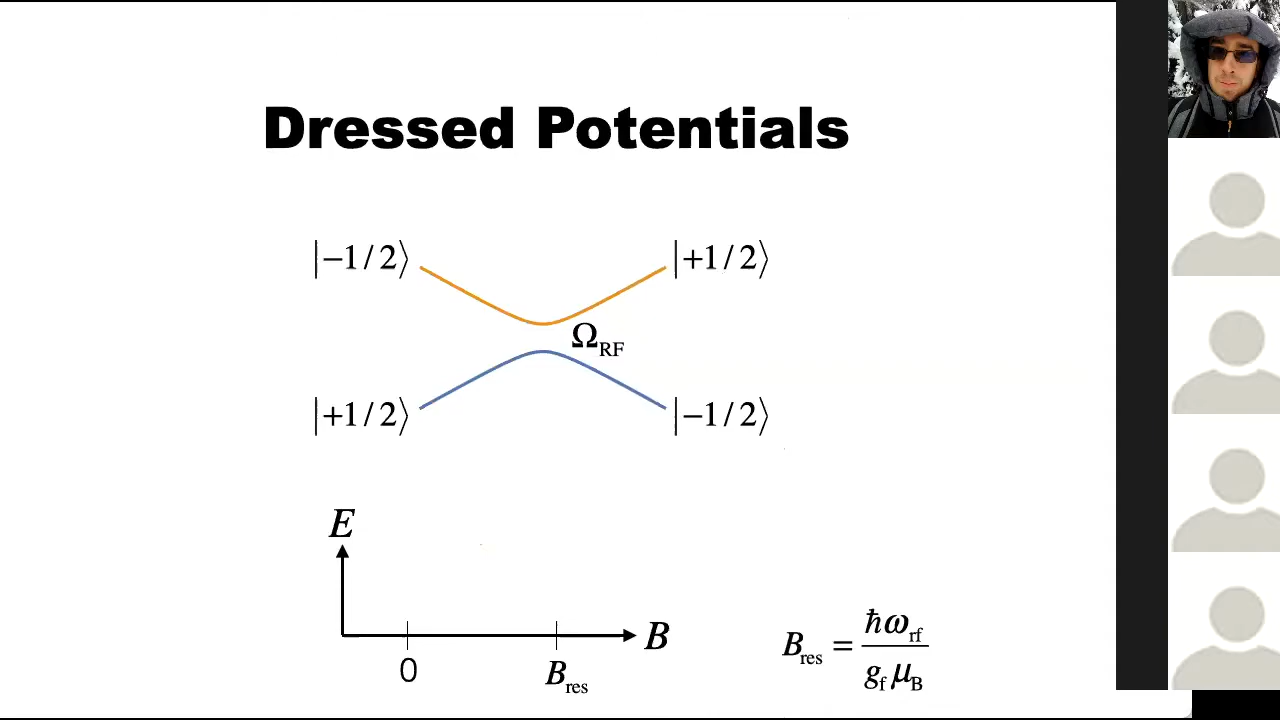 Dressed Potentials
|−1/2⟩ |+1/2⟩
Ω_RF
|+1/2⟩ |−1/2⟩
E
B
0 B_res
B_res = ħω_rf / g_f μ_B